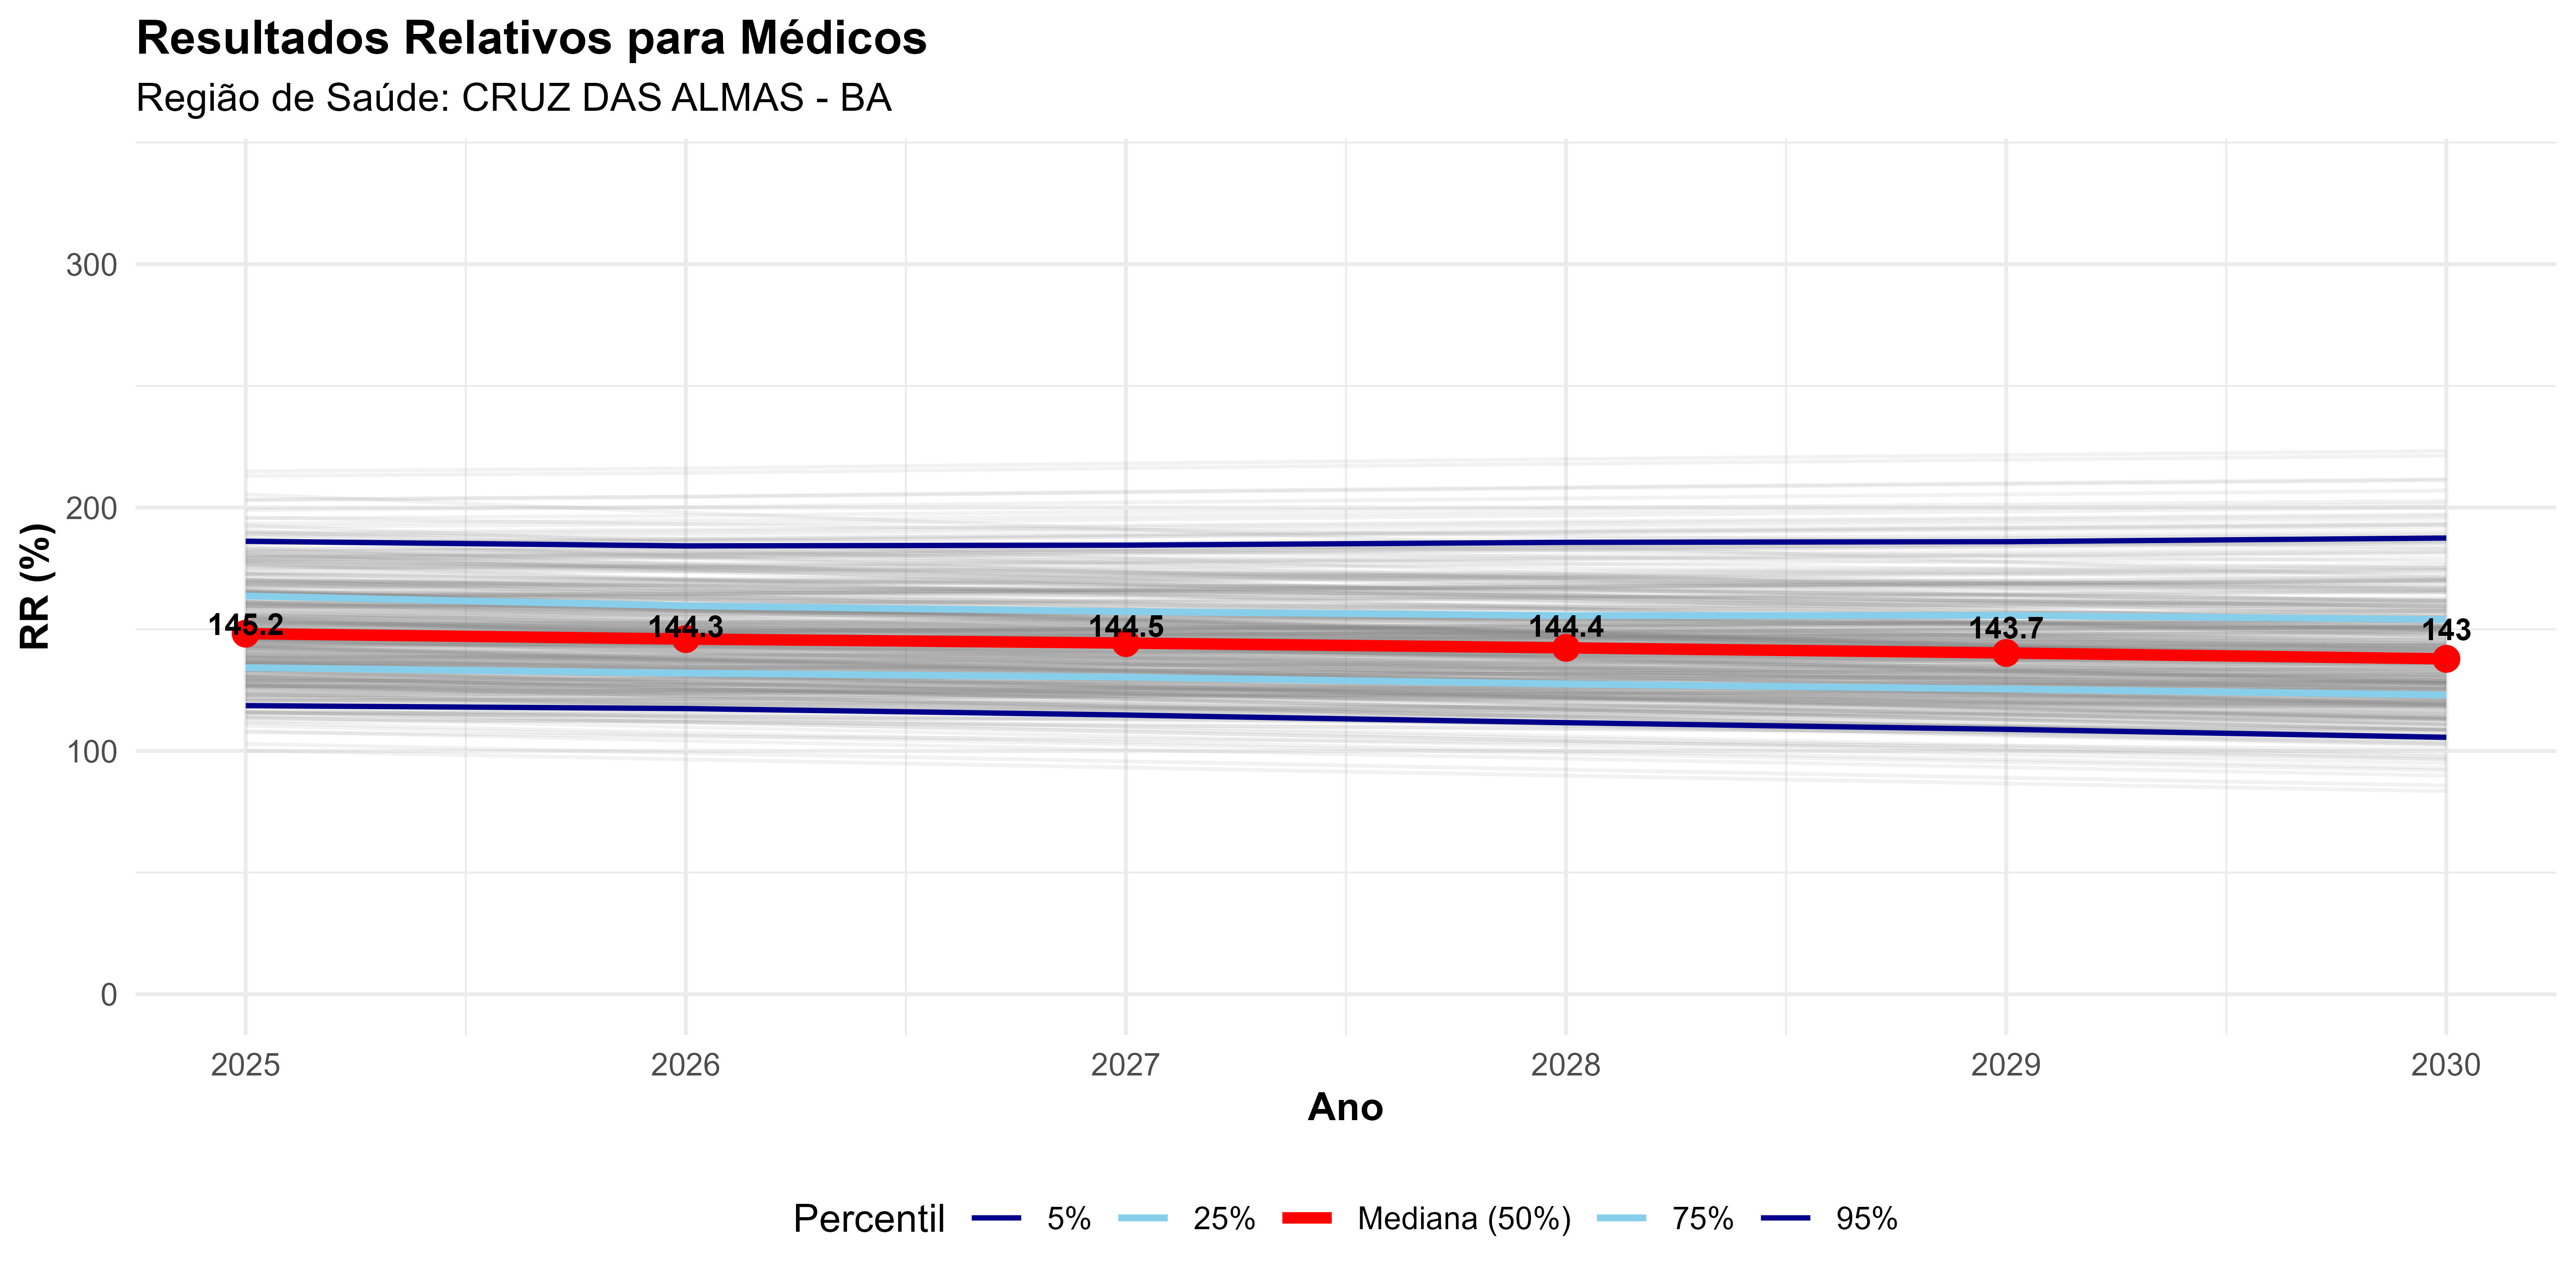 Resultados Relativos para Médicos
Região de Saúde: CRUZ DAS ALMAS - BA
RR (%)
300
200
100
0
145.2 144.3 144.5 144.4 143.7 143
2025 2026 2027 2028 2029 2030
Ano
Percentil 5% 25% Mediana (50%) 75% 95%